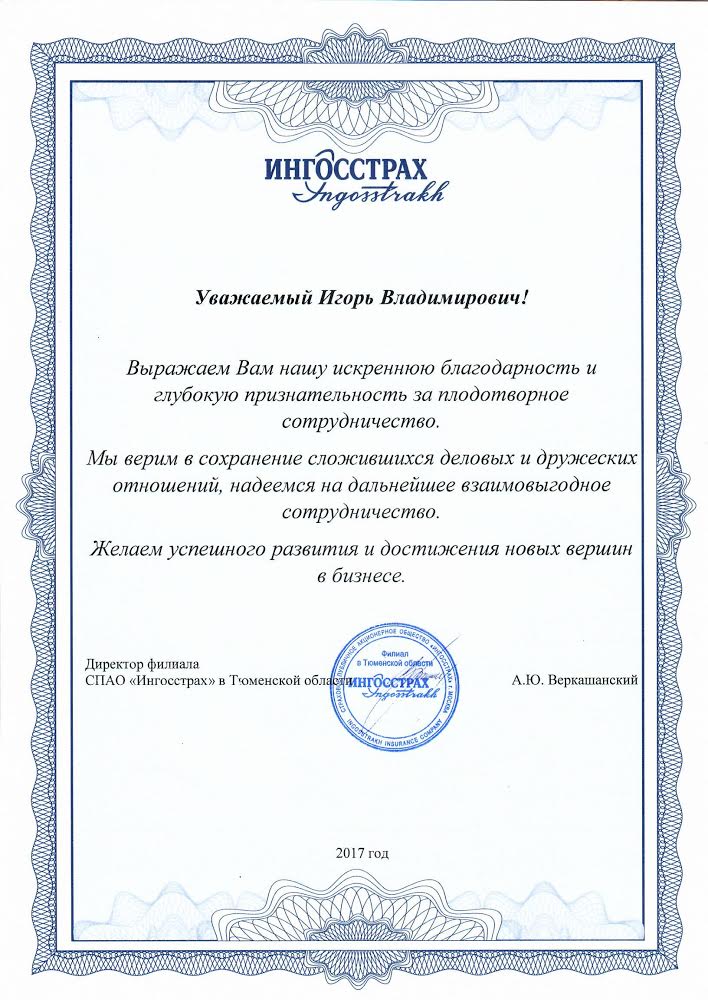 ИНГОССТРАХ
Ingosstrakh
Уважаемый Игорь Владимирович!
Выражаем Вам нашу искреннюю благодарность и
глубокую признательность за плодотворное
сотрудничество.
Мы верим в сохранение сложившихся деловых и дружеских
отношений, надеемся на дальнейшее взаимовыгодное
сотрудничество.
Желаем успешного развития и достижения новых вершин
в бизнесе.
Директор филиала
СПАО «Ингосстрах» в Тюменской области
А.Ю. Веркашанский
СТРАХОВОЕ ПУБЛИЧНОЕ АКЦИОНЕРНОЕ ОБЩЕСТВО «ИНГОССТРАХ» Г. МОСКВА
Филиал
в Тюменской области
ИНГОССТРАХ
Ingosstrakh
INGOSSTRAKH INSURANCE COMPANY
2017 год